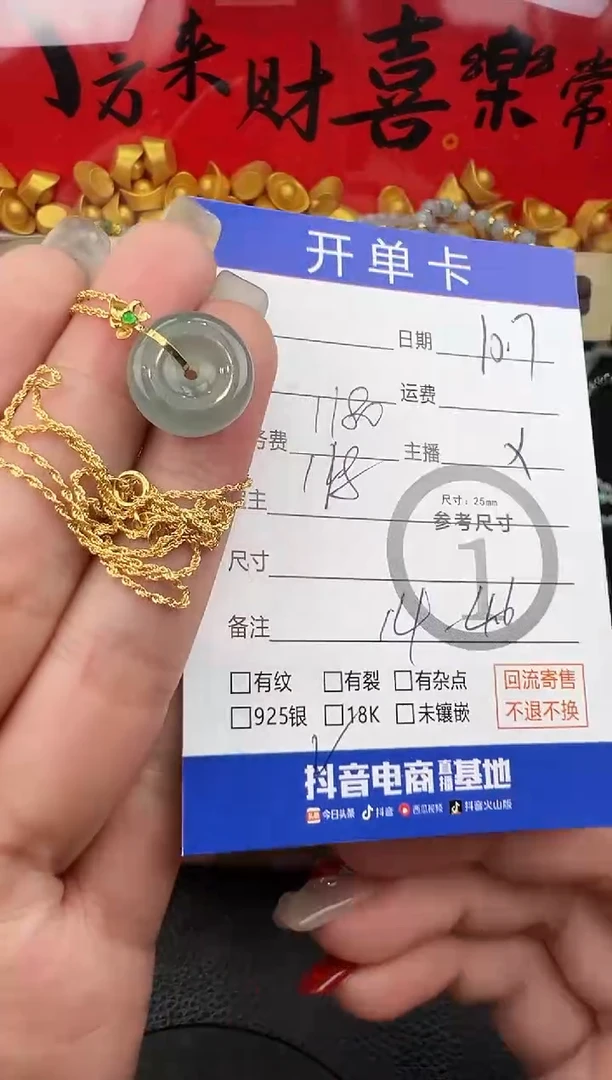 方来财喜乐常
开单卡
日期 10.7
1180 运费
务费 118 主播 X
尺寸：25mm
主
参考尺寸
1
尺寸
备注 14 4.6
□有纹 □有裂 □有杂点
□925银 □18K □未镶嵌
回流寄售
不退不换
抖音电商直播基地
今日头条 抖音 西瓜视频 抖音火山版